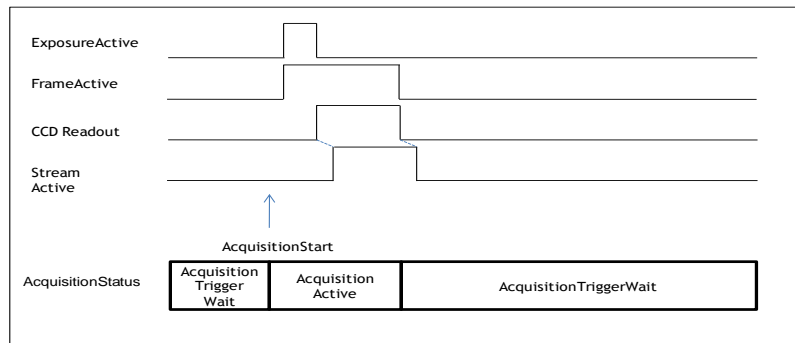 ExposureActive
FrameActive
CCD Readout
Stream
Active
AcquisitionStart
AcquisitionStatus
Acquisition
Trigger
Wait
Acquisition
Active
AcquisitionTriggerWait